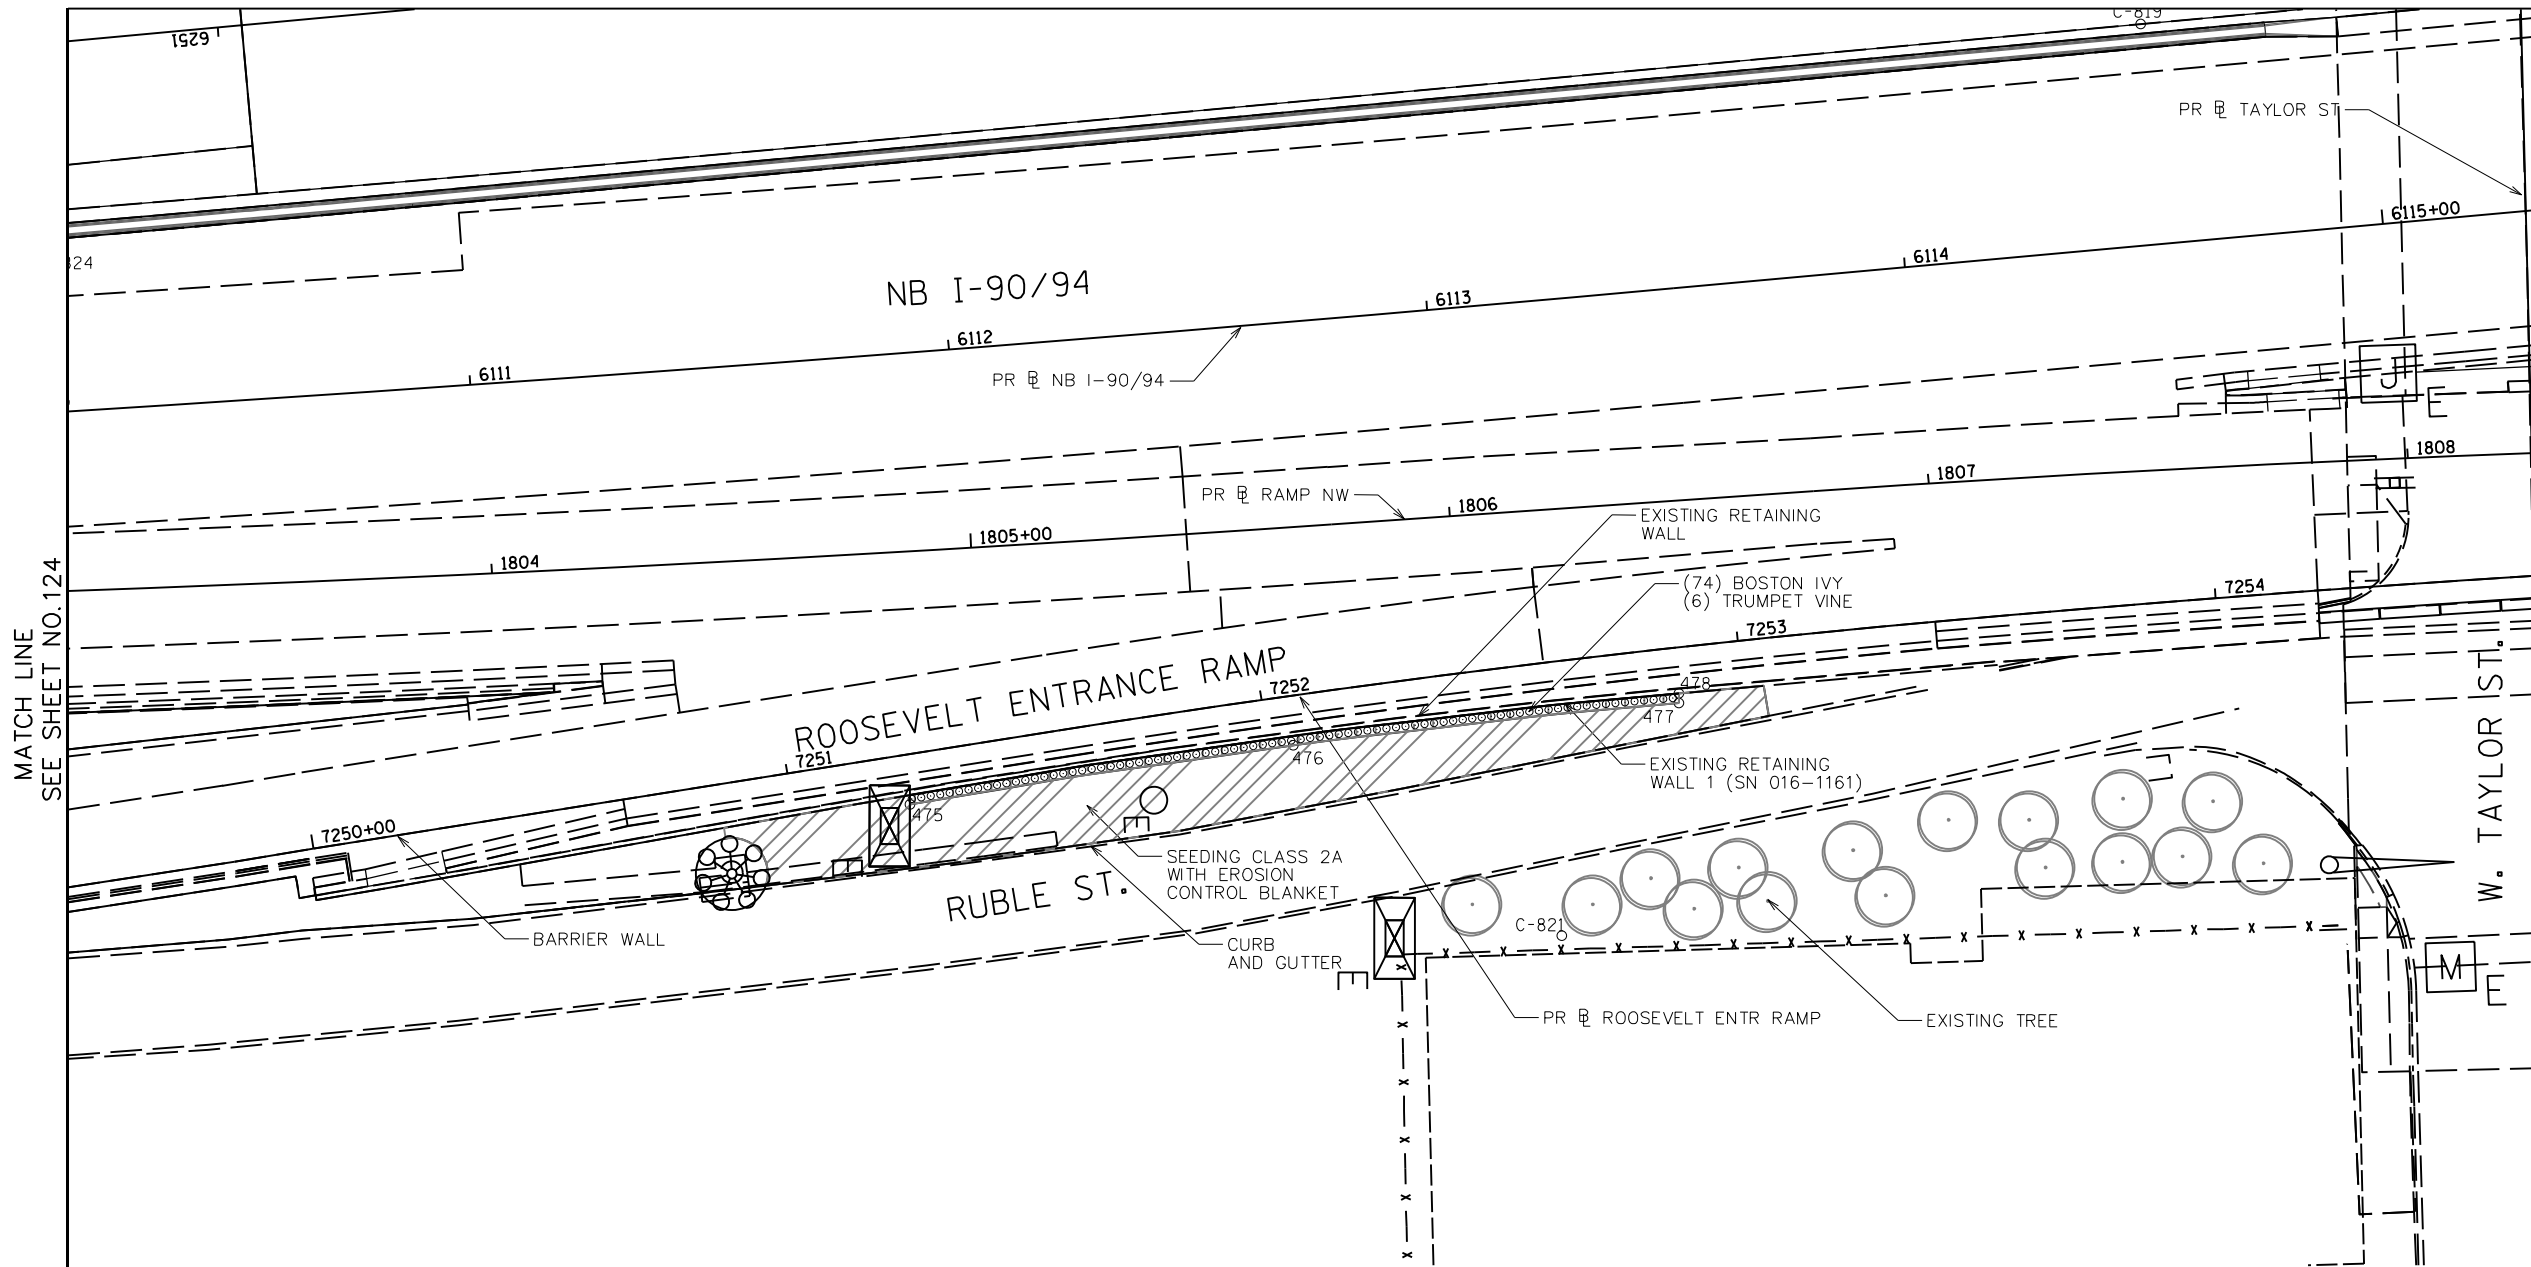 C-819
6251
PR ⅊ TAYLOR ST
6115+00
324
6114
NB I-90/94
6113
6112
6111
PR ⅊ NB I-90/94
J
E
1808
1807
PR ⅊ RAMP NW
1806
E
EXISTING RETAINING
WALL
1805+00
1804
(74) BOSTON IVY
(6) TRUMPET VINE
E
7254
MATCH LINE
SEE SHEET NO.124
7253
ROOSEVELT ENTRANCE RAMP
7252
478
477
W. TAYLOR ST.
476
7251
EXISTING RETAINING
WALL 1 (SN 016-1161)
475
E
7250+00
E
SEEDING CLASS 2A
WITH EROSION
CONTROL BLANKET
RUBLE ST.
C-821
BARRIER WALL
CURB
AND GUTTER
E
M
E
PR ⅊ ROOSEVELT ENTR RAMP
EXISTING TREE